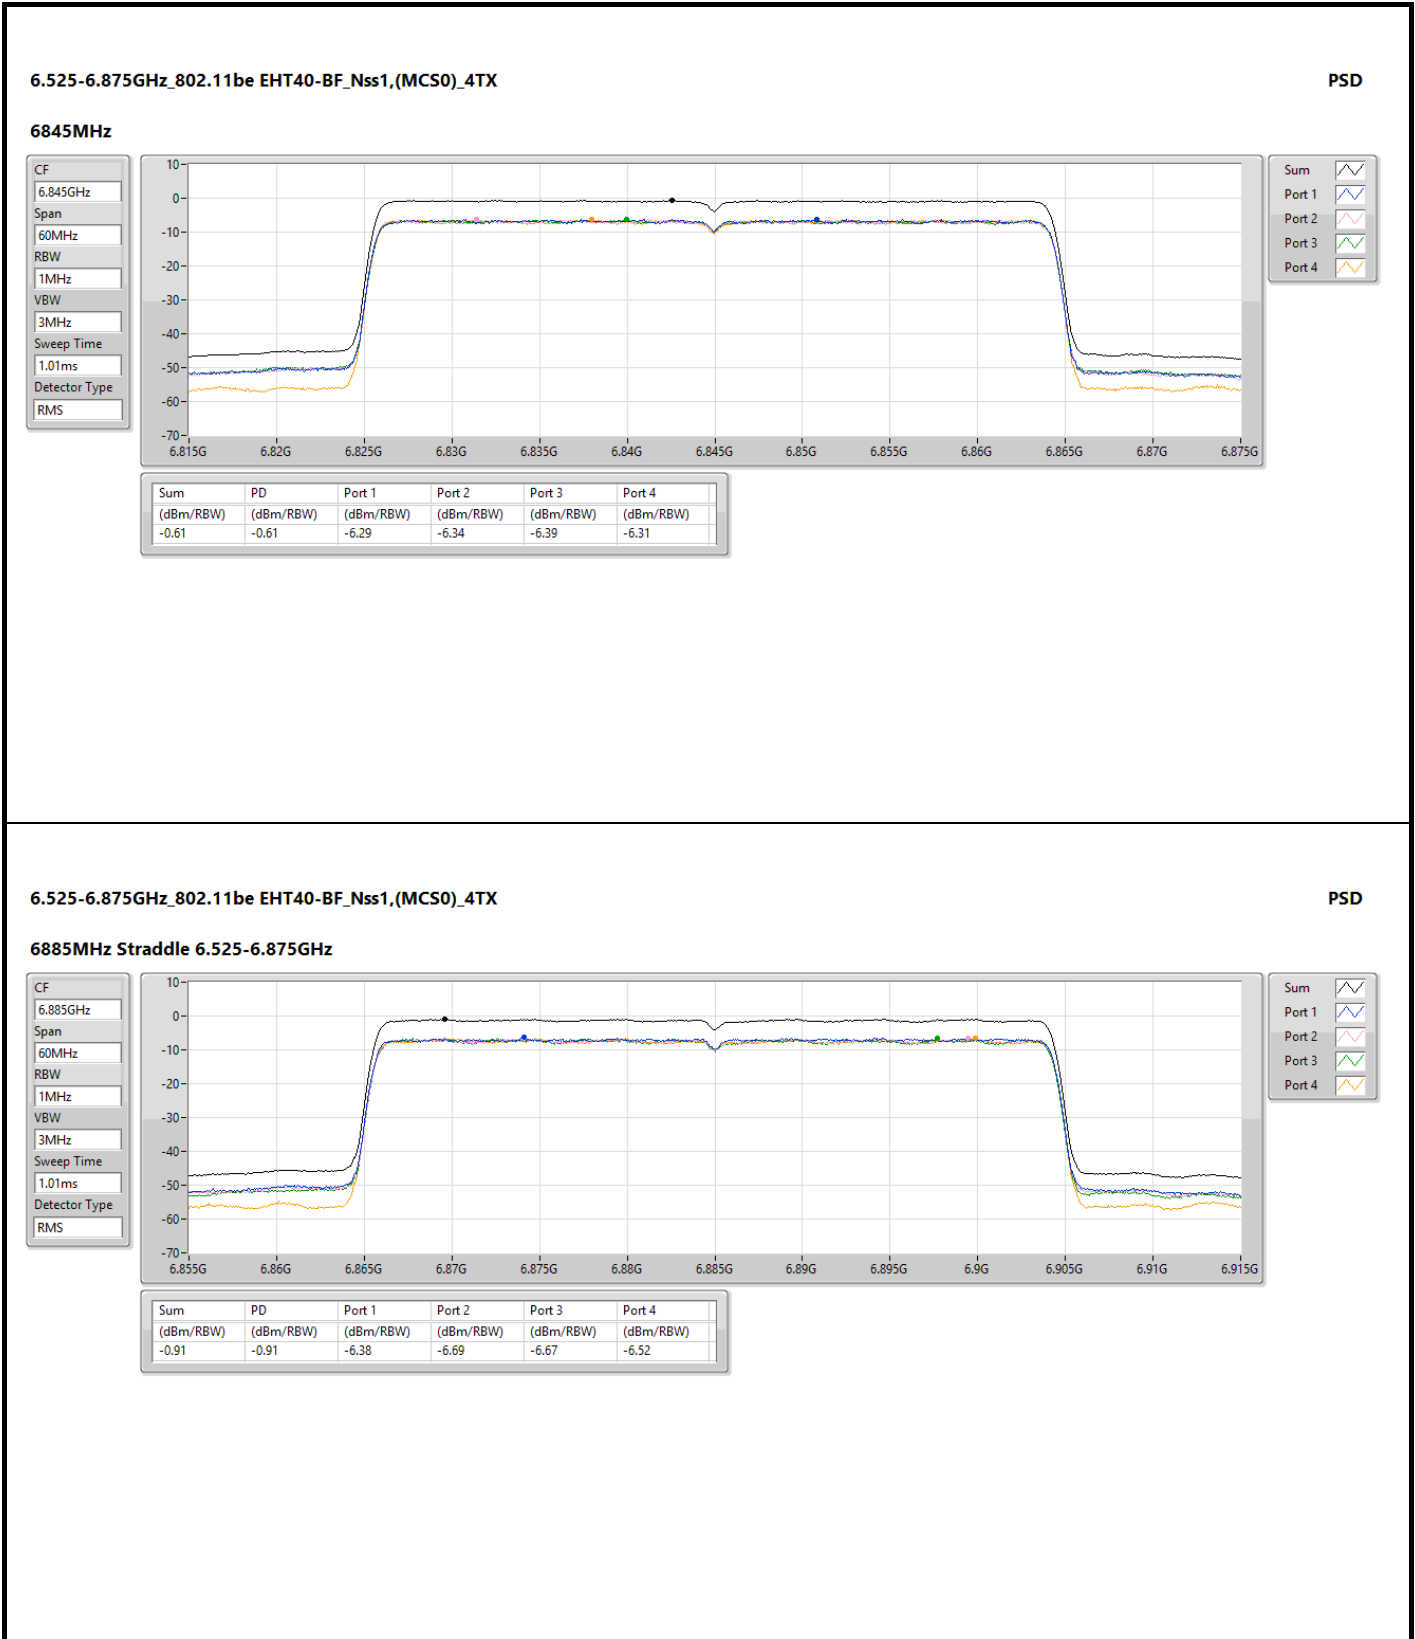 6.525-6.875GHz_802.11be EHT40-BF_Nss1,(MCS0)_4TX PSD
6845MHz
CF
6.845GHz
Span
60MHz
RBW
1MHz
VBW
3MHz
Sweep Time
1.01ms
Detector Type
RMS
10
0
-10
-20
-30
-40
-50
-60
-70
6.815G 6.82G 6.825G 6.83G 6.835G 6.84G 6.845G 6.85G 6.855G 6.86G 6.865G 6.87G 6.875G
Sum
Port 1
Port 2
Port 3
Port 4
Sum PD Port 1 Port 2 Port 3 Port 4
(dBm/RBW) (dBm/RBW) (dBm/RBW) (dBm/RBW) (dBm/RBW) (dBm/RBW)
-0.61 -0.61 -6.29 -6.34 -6.39 -6.31
6.525-6.875GHz_802.11be EHT40-BF_Nss1,(MCS0)_4TX PSD
6885MHz Straddle 6.525-6.875GHz
CF
6.885GHz
Span
60MHz
RBW
1MHz
VBW
3MHz
Sweep Time
1.01ms
Detector Type
RMS
10
0
-10
-20
-30
-40
-50
-60
-70
6.855G 6.86G 6.865G 6.87G 6.875G 6.88G 6.885G 6.89G 6.895G 6.9G 6.905G 6.91G 6.915G
Sum
Port 1
Port 2
Port 3
Port 4
Sum PD Port 1 Port 2 Port 3 Port 4
(dBm/RBW) (dBm/RBW) (dBm/RBW) (dBm/RBW) (dBm/RBW) (dBm/RBW)
-0.91 -0.91 -6.38 -6.69 -6.67 -6.52